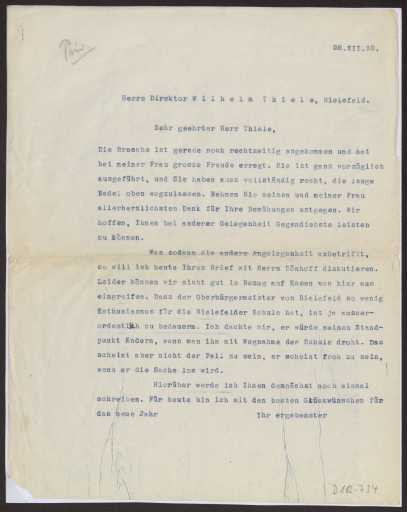 28.XII.30.
Herrn Direktor W i l h e l m  T h i e l e, Bielefeld.
Sehr geehrter Herr Thiele,
Die Brosche ist gerade noch rechtzeitig angekommen und hat
bei meiner Frau grosse Freude erregt. Sie ist ganz vorzüglich
ausgeführt, und Sie haben auch vollständig recht, die lange
Nadel oben wegzulassen. Nehmen Sie meinen und meiner Frau
allerherzlichsten Dank für Ihre Bemühungen entgegen. Wir
hoffen, Ihnen bei anderer Gelegenheit Gegendienste leisten
zu können.
Was sodann die andere Angelegenheit anbetrifft,
so will ich heute Ihren Brief mit Herrn Dönhoff diskutieren.
Leider können wir nicht gut in Bezug auf Kamen von hier aus
eingreifen. Dass der Oberbürgermeister von Bielefeld so wenig
Enthusiasmus für die Bielefelder Schule hat, ist ja ausser-
ordentlich zu bedauern. Ich dachte mir, er würde seinen Stand-
punkt ändern, wenn man ihm mit Wegnahme der Schule droht. Das
scheint aber nicht der Fall zu sein, er scheint froh zu sein,
wenn er die Sache los wird.
Hierüber werde ich Ihnen demnächst noch einmal
schreiben. Für heute bin ich mit den besten Glückwünschen für
das neue Jahr
Ihr ergebenster
D 182-734